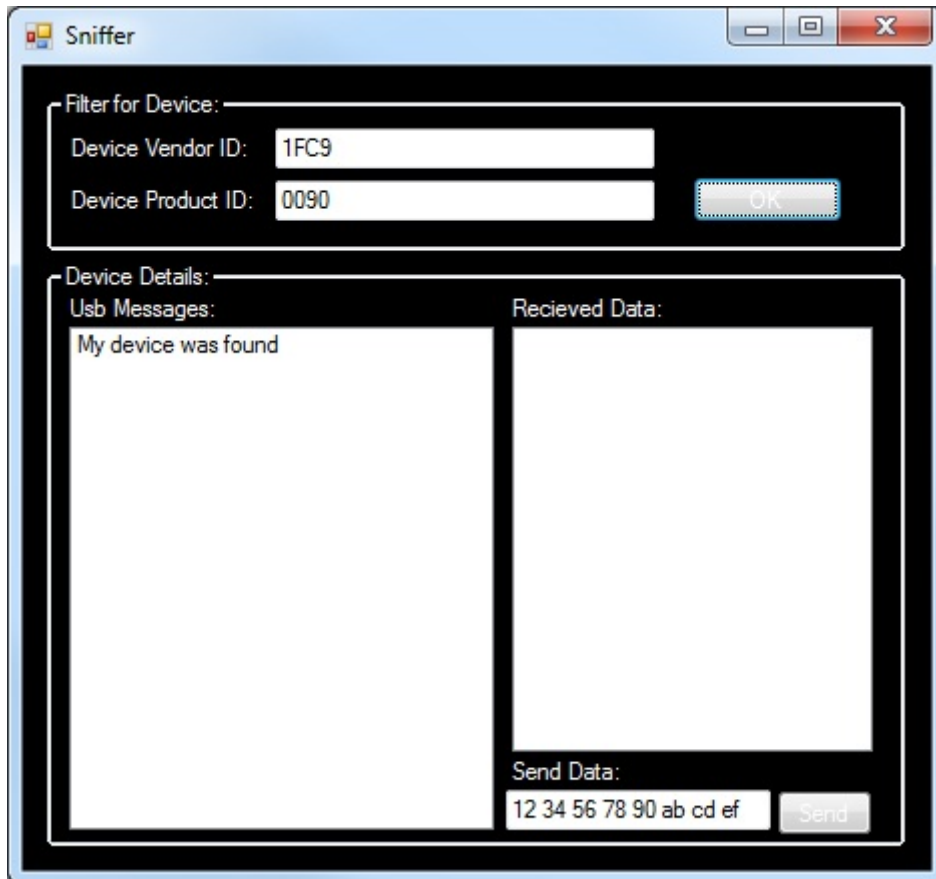 Sniffer
Filter for Device:
Device Vendor ID: 1FC9
Device Product ID: 0090 OK
Device Details:
Usb Messages: Recieved Data:
My device was found
Send Data:
12 34 56 78 90 ab cd ef Send